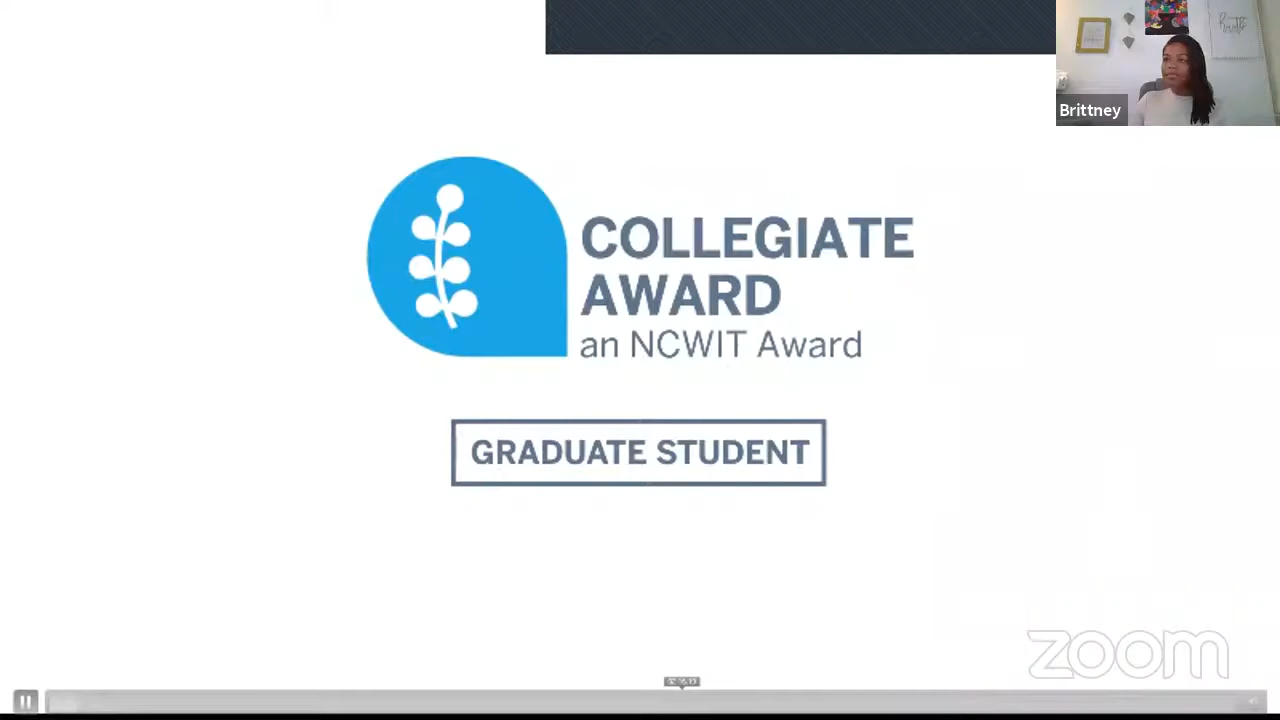 Brittney
COLLEGIATE
AWARD
an NCWIT Award
GRADUATE STUDENT
zoom